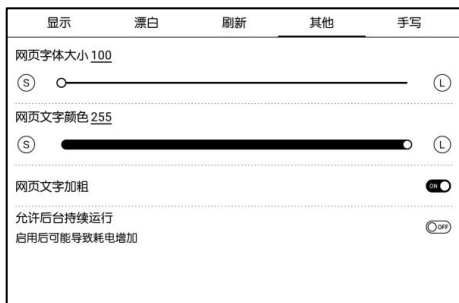 显示 漂白 刷新 其他 手写
网页字体大小 100
S L
网页文字颜色 255
S L
网页文字加粗 ON
允许后台持续运行 OFF
启用后可能导致耗电增加